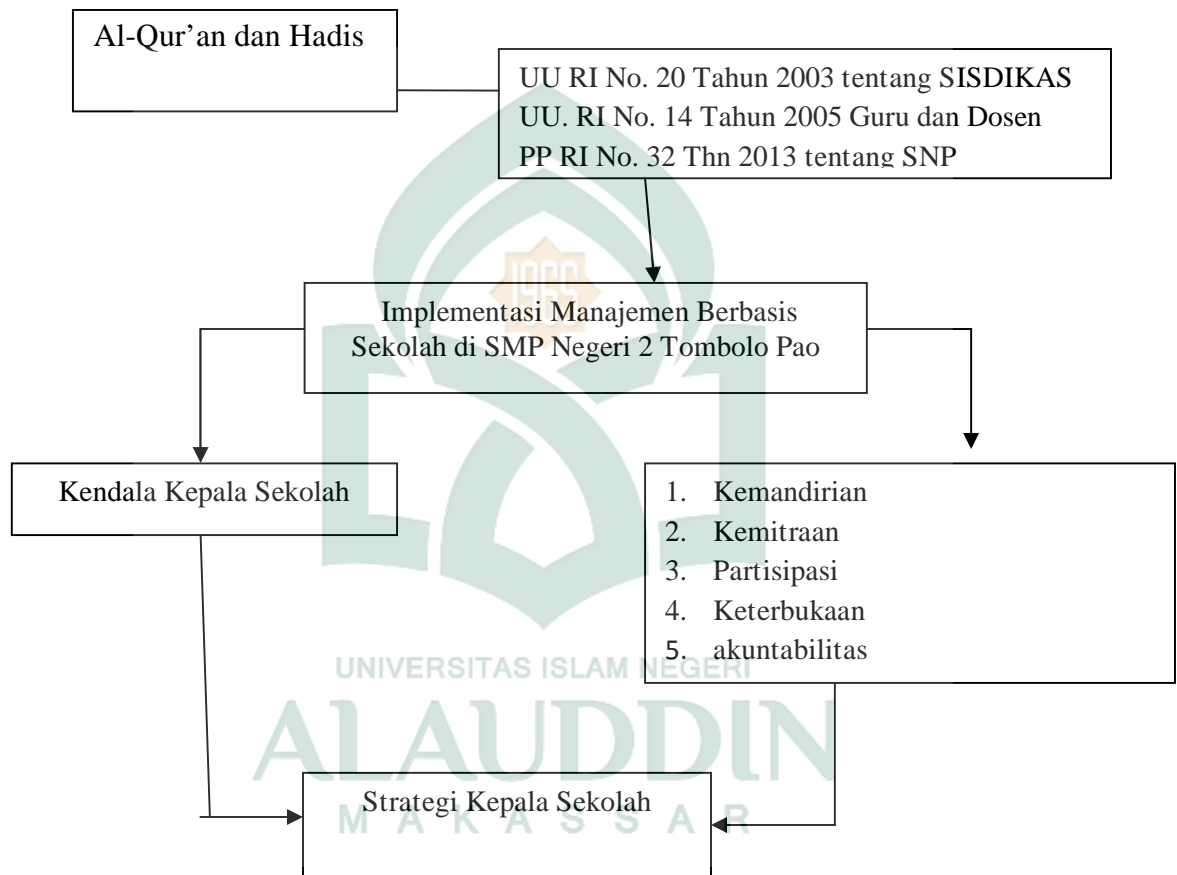 Al-Qur’an dan Hadis
UU RI No. 20 Tahun 2003 tentang SISDIKAS
UU. RI No. 14 Tahun 2005 Guru dan Dosen
PP RI No. 32 Thn 2013 tentang SNP
1965
Implementasi Manajemen Berbasis
Sekolah di SMP Negeri 2 Tombolo Pao
Kendala Kepala Sekolah
1. Kemandirian
2. Kemitraan
3. Partisipasi
4. Keterbukaan
5. akuntabilitas
UNIVERSITAS ISLAM NEGERI
ALAUDDIN
Strategi Kepala Sekolah
MAKASSAR